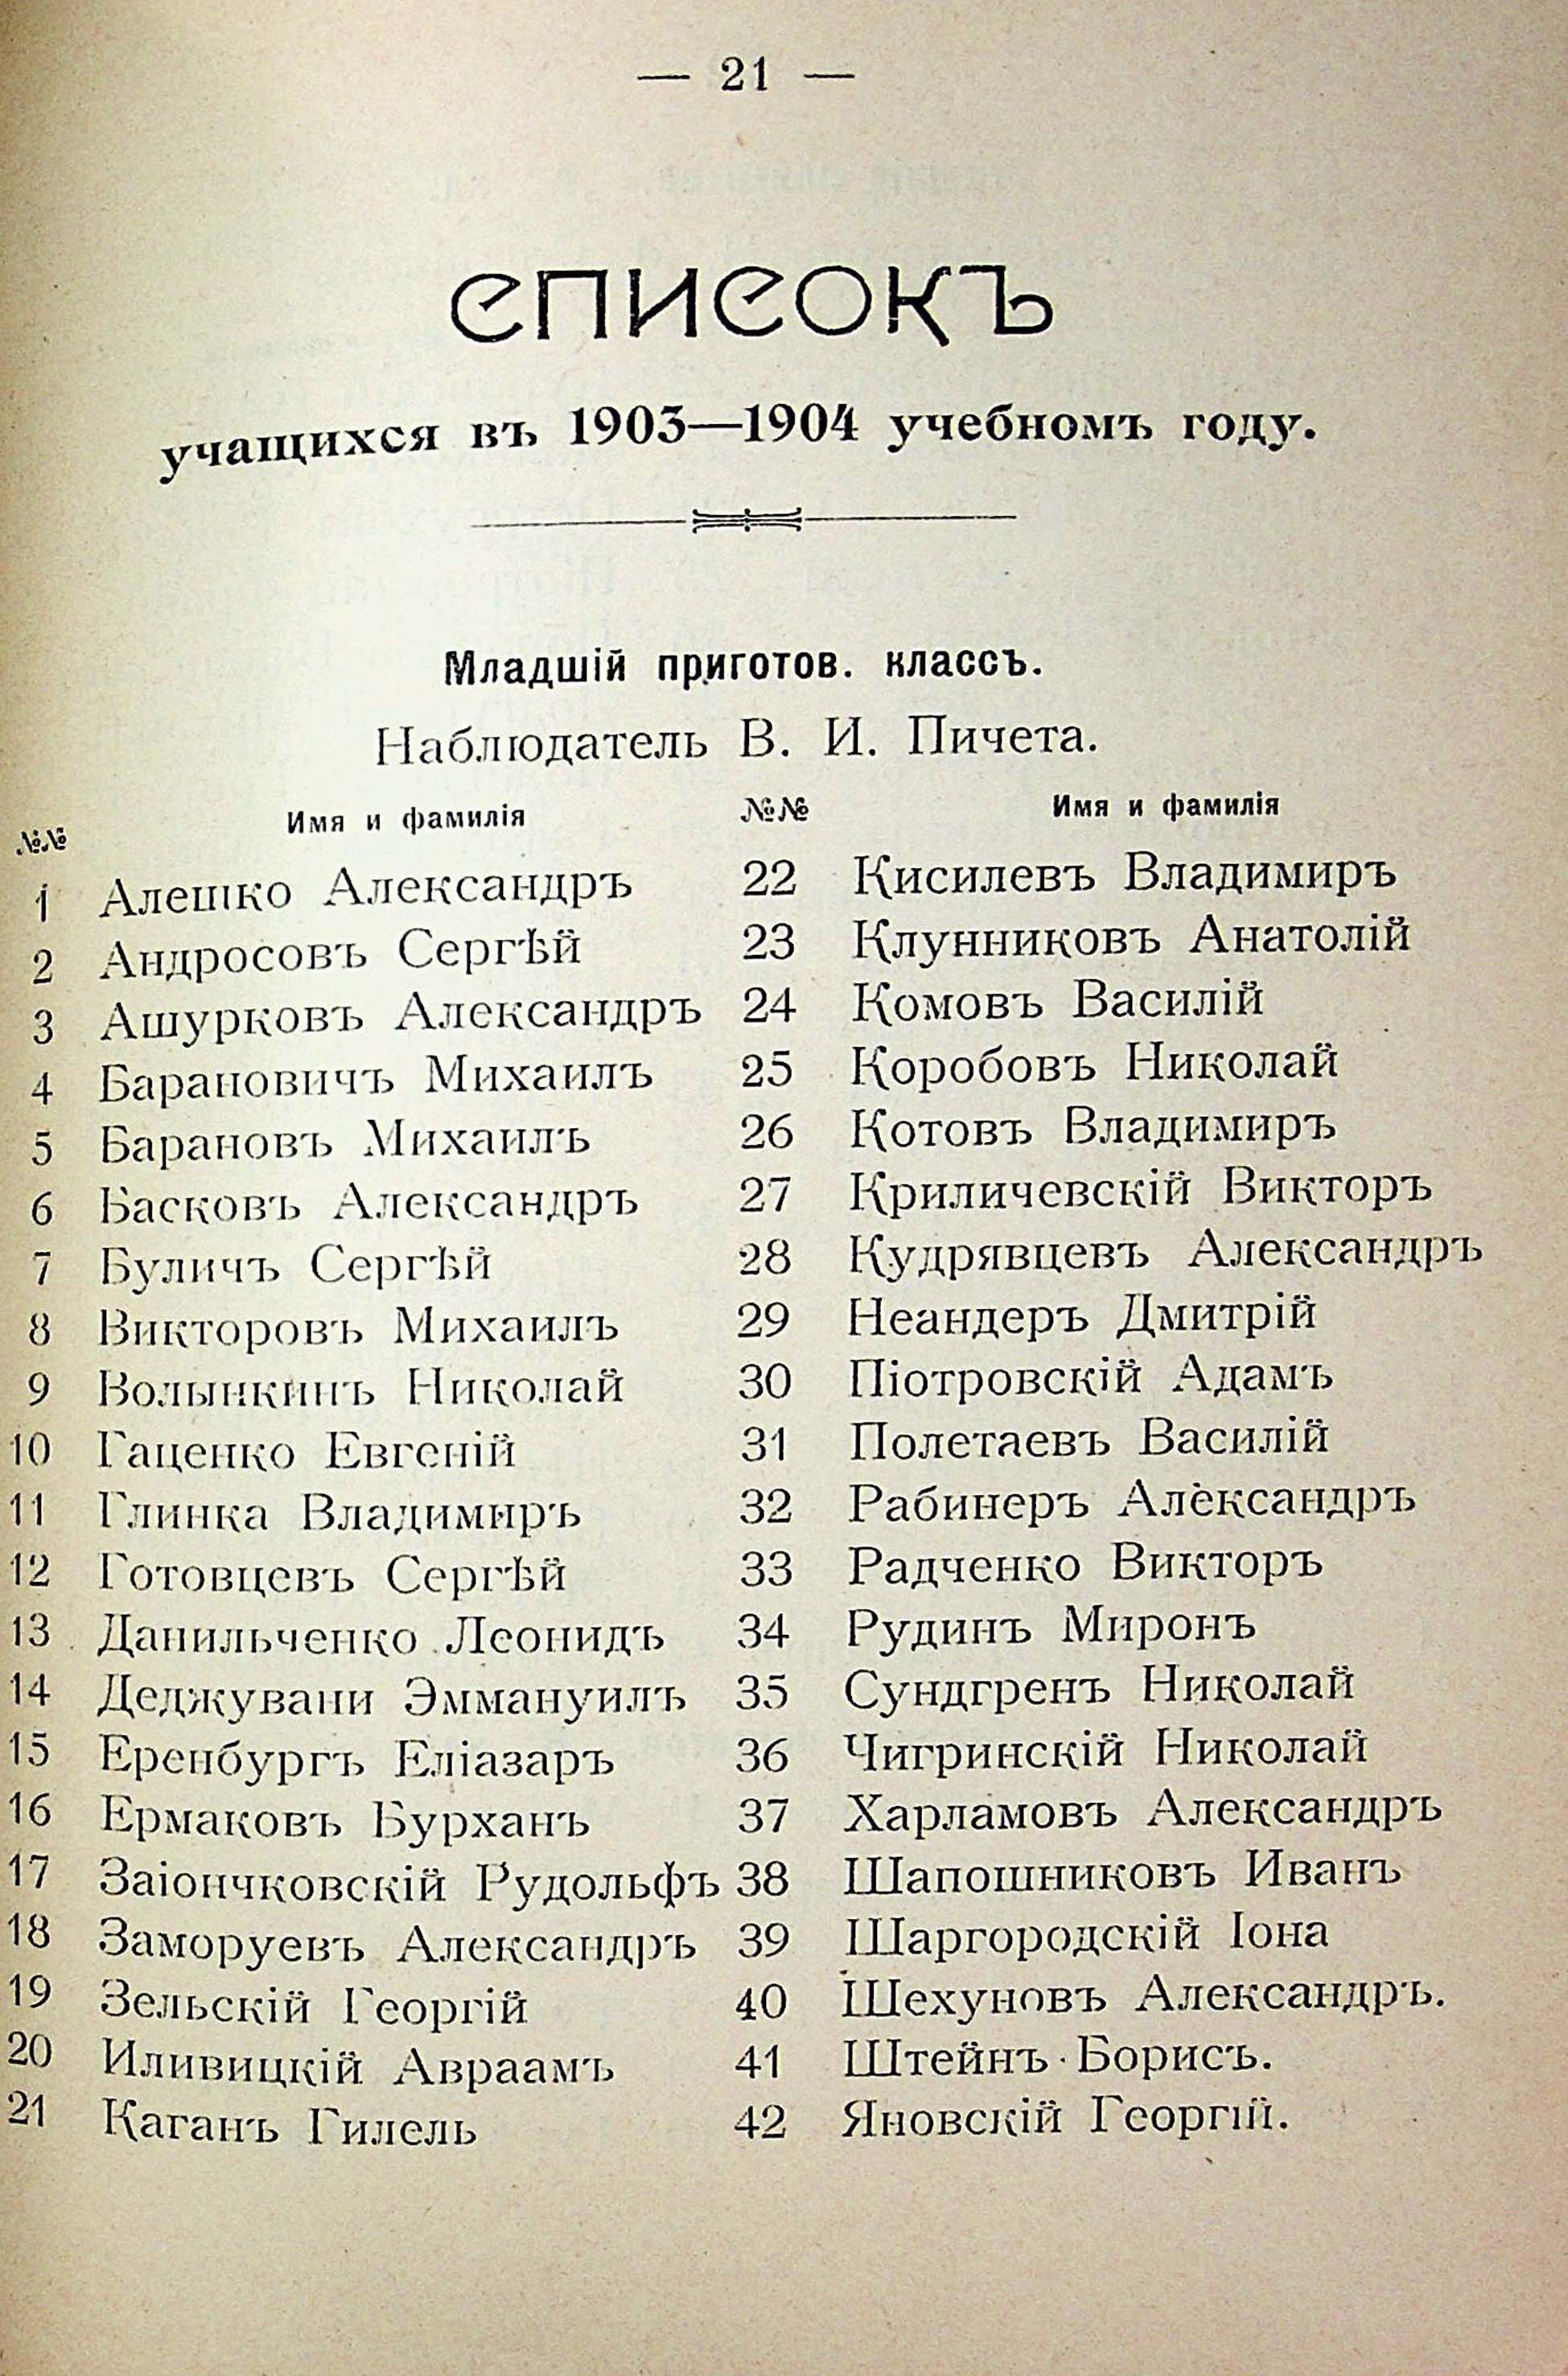 — 21 —
СПИСОКЪ
учащихся въ 1903—1904 учебномъ году.
Младшій приготов. классъ.
Наблюдатель В. И. Пичета.
№№ Имя и фамилія
1 Алешко Александръ
2 Андросовъ Сергѣй
3 Ашурковъ Александръ
4 Барановичъ Михаилъ
5 Барановъ Михаилъ
6 Басковъ Александръ
7 Буличъ Сергѣй
8 Викторовъ Михаилъ
9 Волынкинъ Николай
10 Гаценко Евгеній
11 Глинка Владимиръ
12 Готовцевъ Сергѣй
13 Данильченко Леонидъ
14 Деджувани Эммануилъ
15 Еренбургъ Еліазаръ
16 Ермаковъ Бурханъ
17 Заіончковскій Рудольфъ
18 Заморуевъ Александръ
19 Зельскій Георгій
20 Иливицкій Авраамъ
21 Каганъ Гилель
№№ Имя и фамилія
22 Кисилевъ Владимиръ
23 Клунниковъ Анатолій
24 Комовъ Василій
25 Коробовъ Николай
26 Котовъ Владимиръ
27 Криличевскій Викторъ
28 Кудрявцевъ Александръ
29 Неандеръ Дмитрій
30 Піотровскій Адамъ
31 Полетаевъ Василій
32 Рабинеръ Александръ
33 Радченко Викторъ
34 Рудинъ Миронъ
35 Сундгренъ Николай
36 Чигринскій Николай
37 Харламовъ Александръ
38 Шапошниковъ Иванъ
39 Шаргородскій Іона
40 Шехуновъ Александръ.
41 Штейнъ Борисъ.
42 Яновскій Георгій.